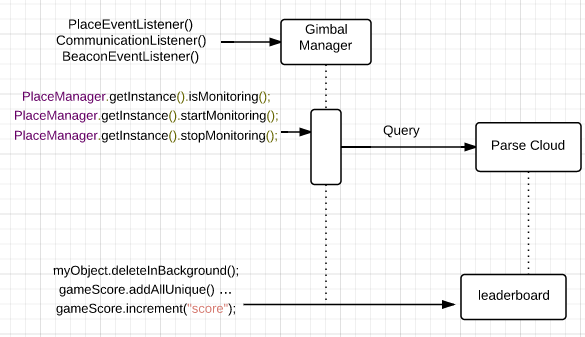 PlaceEventListener()
CommunicationListener()
BeaconEventListener()
Gimbal
Manager
PlaceManager.getInstance().isMonitoring();
PlaceManager.getInstance().startMonitoring();
PlaceManager.getInstance().stopMonitoring();
Query
Parse Cloud
myObject.deleteInBackground();
gameScore.addAllUnique() ...
gameScore.increment("score");
leaderboard